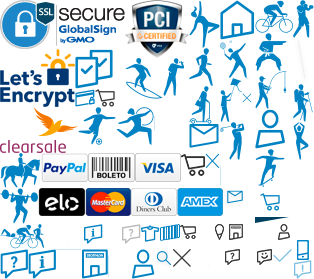 SSL
secure
GlobalSign
by GMO
PCI
CERTIFIED
Let's
Encrypt
clearsale
PayPal
BOLETO
VISA
elo
MasterCard
Diners Club
AMEX